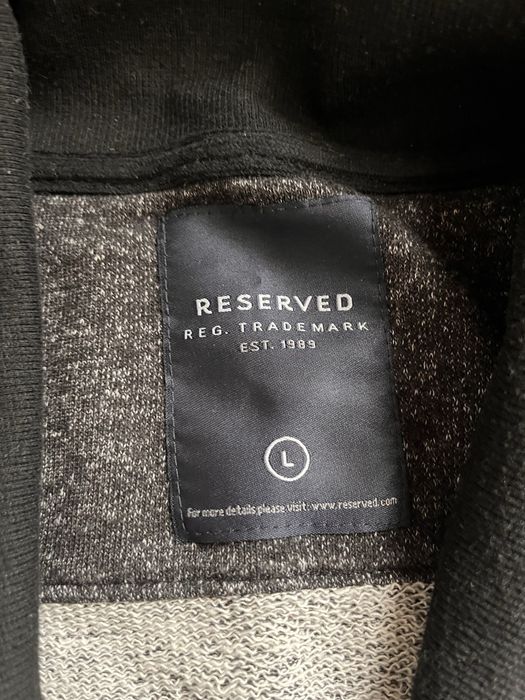 RESERVED
REG. TRADEMARK
EST. 1989
L
For more details please visit: www.reserved.com